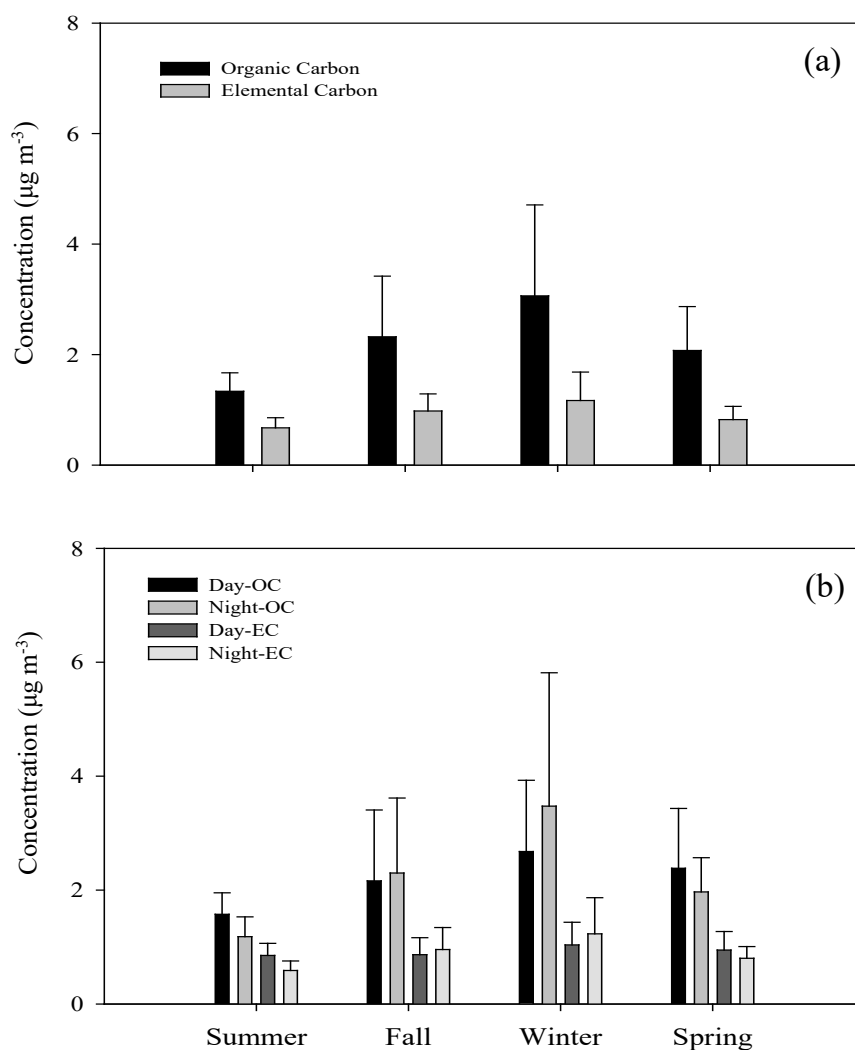 8
(a)
Organic Carbon
Elemental Carbon
6
4
2
0
Concentration (µg m-3)
8
(b)
Day-OC
Night-OC
Day-EC
Night-EC
6
4
2
0
Concentration (µg m-3)
Summer Fall Winter Spring